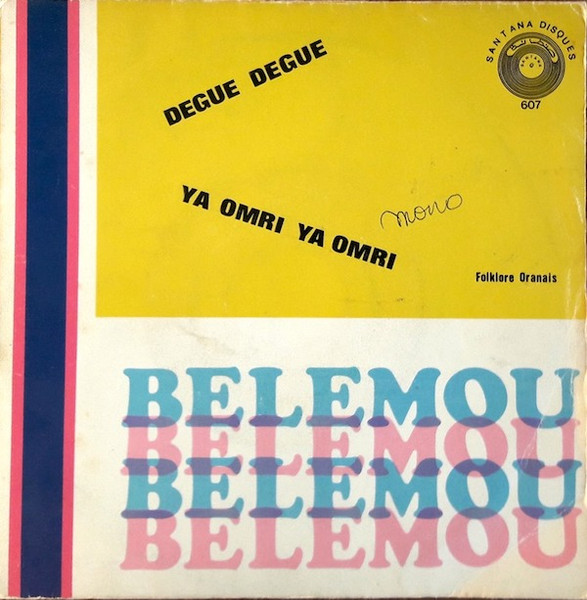 DEGUE DEGUE
SANTANA DISQUES
607
YA OMRI YA OMRI
mono
Folklore Oranais
BELEMOU
BELEMOU
BELEMOU
BELEMOU